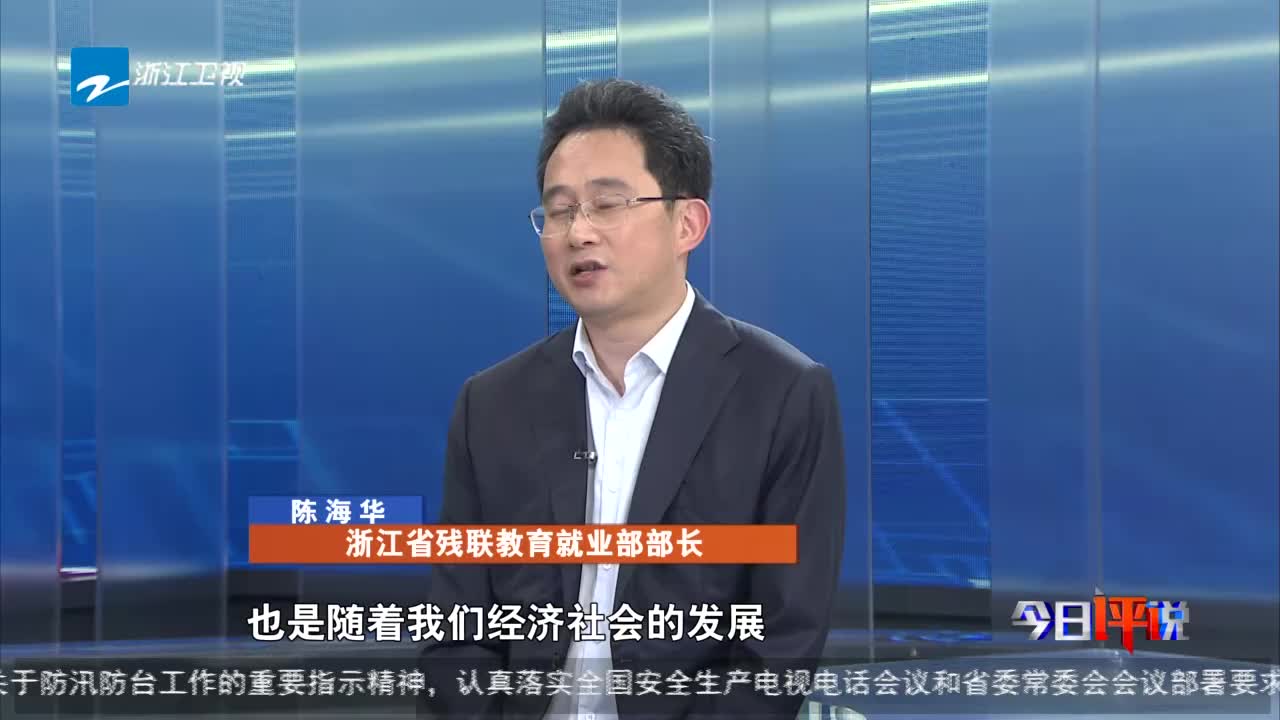 浙江卫视
陈海华
浙江省残联教育就业部部长
也是随着我们经济社会的发展
今日评说
关于防汛防台工作的重要指示精神，认真落实全国安全生产电视电话会议和省委常委会会议部署要求